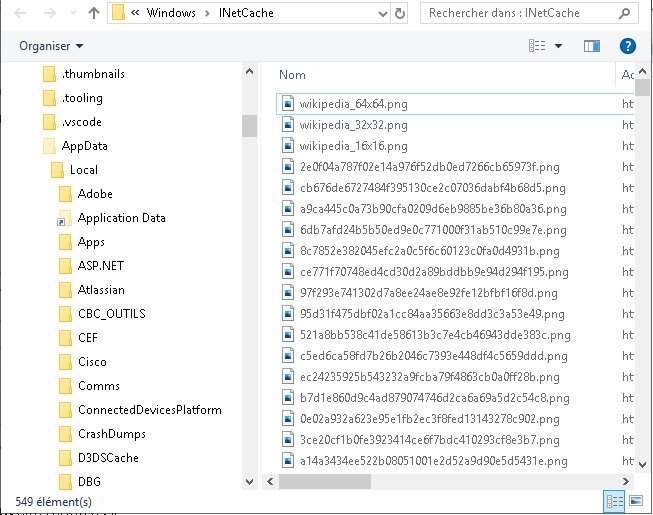 « Windows > INetCache
Rechercher dans : INetCache
Organiser
.thumbnails
.tooling
.vscode
AppData
Local
Adobe
Application Data
Apps
ASP.NET
Atlassian
CBC_OUTILS
CEF
Cisco
Comms
ConnectedDevicesPlatform
CrashDumps
D3DSCache
DBG
Nom
wikipedia_64x64.png
wikipedia_32x32.png
wikipedia_16x16.png
2e0f04a787f02e14a976f52db0ed7266cb65973f.png
cb676de6727484f395130ce2c07036dabf4b68d5.png
a9ca445c0a73b90cfa0209d6eb9885be36b80a36.png
6db7afd24b5b50ed9e0c771000f31ab510c99e7e.png
8c7852e382045efc2a0c5f6c60123c0fa0d4931b.png
ce771f70748ed4cd30d2a89bddbb9e94d294f195.png
97f293e741302d7a8ee24ae8e92fe12bfbf16f8d.png
95d31f475dbf02a1cc84aa35663e8dd3c3a53e49.png
521a8bb538c41de58613b3c7e4cb46943dde383c.png
c5ed6ca58fd7b26b2046c7393e448df4c5659ddd.png
ec24235925b543232a9fcba79f4863cb0a0ff28b.png
b7d1e860d9c4ad879074746d2ca6a69a5d2c54c8.png
0e02a932a623e95e1fb2ec3f8fed13143278c902.png
3ce20cf1b0fe3923414ce6f7bdc410293cf8e3b7.png
a14a3434ee522b08051001e2d52a9d90e5d5431e.png
549 élément(s)